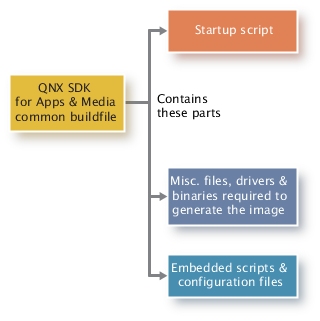 Startup script
QNX SDK
for Apps & Media
common buildfile
Contains
these parts
Misc. files, drivers &
binaries required to
generate the image
Embedded scripts &
configuration files